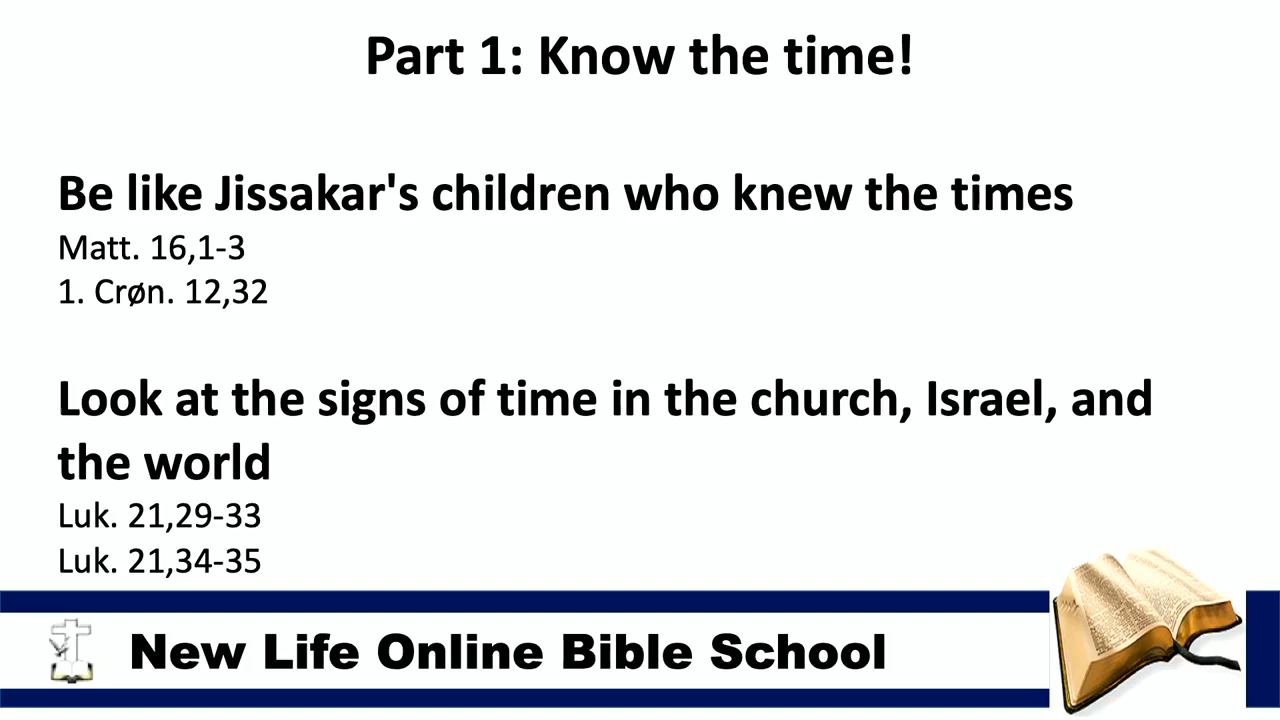 Part 1: Know the time!
Be like Jissakar's children who knew the times
Matt. 16,1-3
1. Crøn. 12,32
Look at the signs of time in the church, Israel, and
the world
Luk. 21,29-33
Luk. 21,34-35
New Life Online Bible School